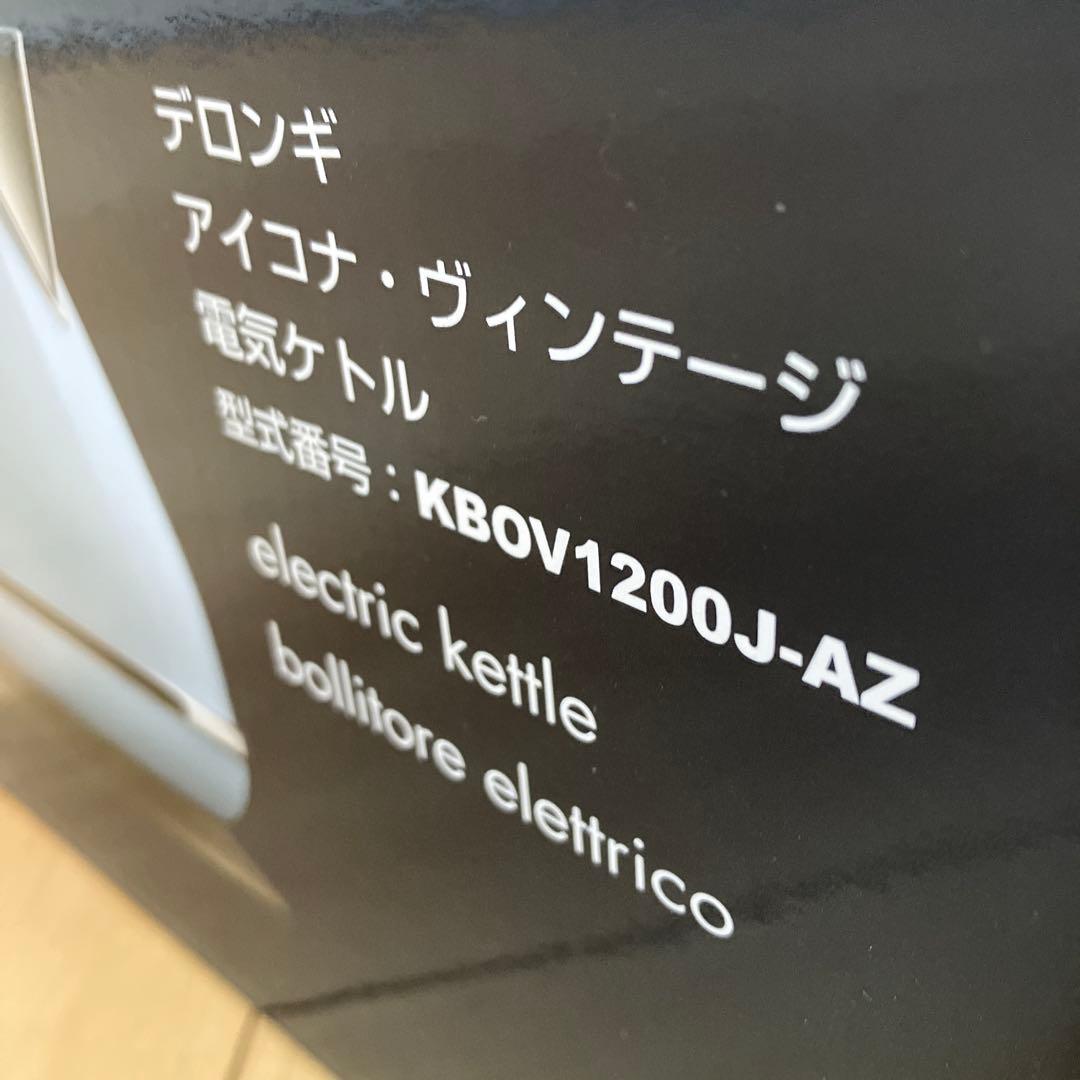 デロンギ
アイコナ・ヴィンテージ
電気ケトル
型式番号：KBOV1200J-AZ
electric kettle
bollitore elettrico